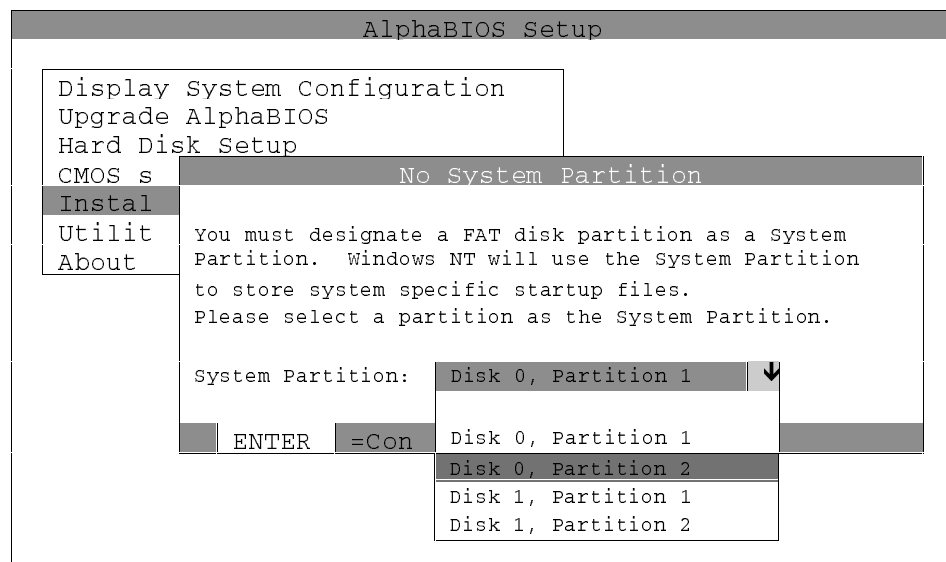 AlphaBIOS Setup
Display System Configuration
Upgrade AlphaBIOS
Hard Disk Setup
CMOS s
Instal
Utilit
About
No System Partition
You must designate a FAT disk partition as a System
Partition. Windows NT will use the System Partition
to store system specific startup files.
Please select a partition as the System Partition.
System Partition: Disk 0, Partition 1
ENTER =Con
Disk 0, Partition 1
Disk 0, Partition 2
Disk 1, Partition 1
Disk 1, Partition 2